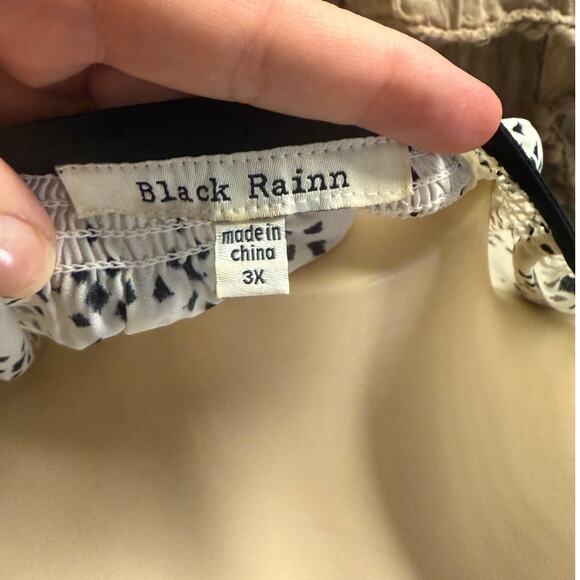 Black Rainn
made in
china
3X